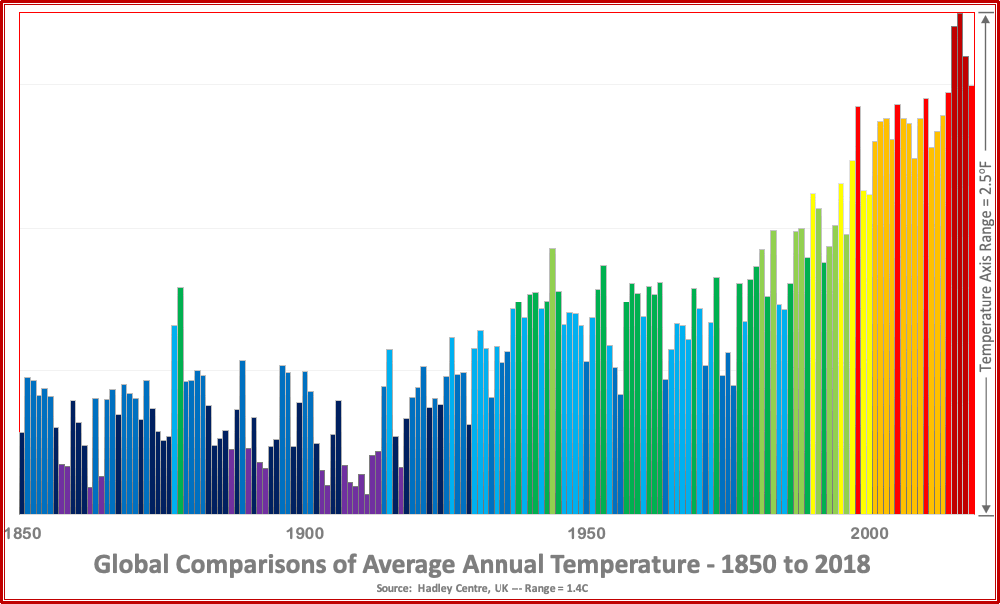 Temperature Axis Range = 2.5ºF
1850 1900 1950 2000
Global Comparisons of Average Annual Temperature - 1850 to 2018
Source: Hadley Centre, UK --- Range = 1.4C